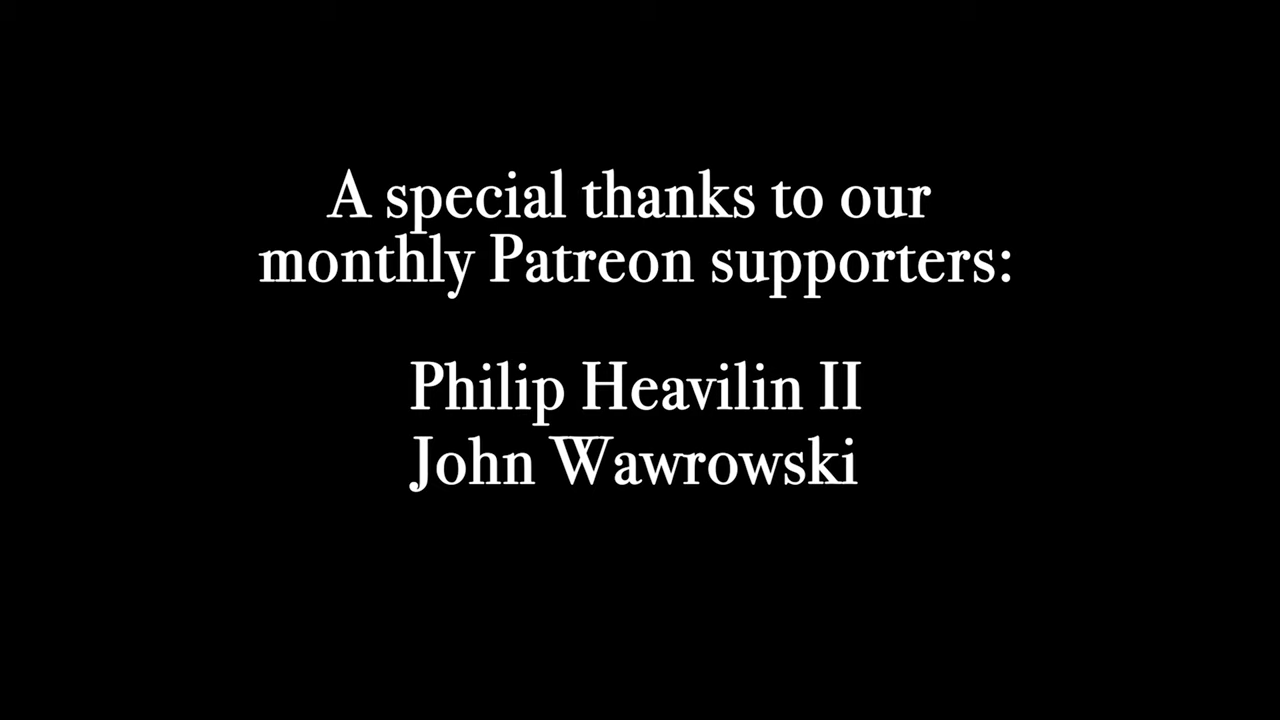 A special thanks to our
monthly Patreon supporters:
Philip Heavilin II
John Wawrowski